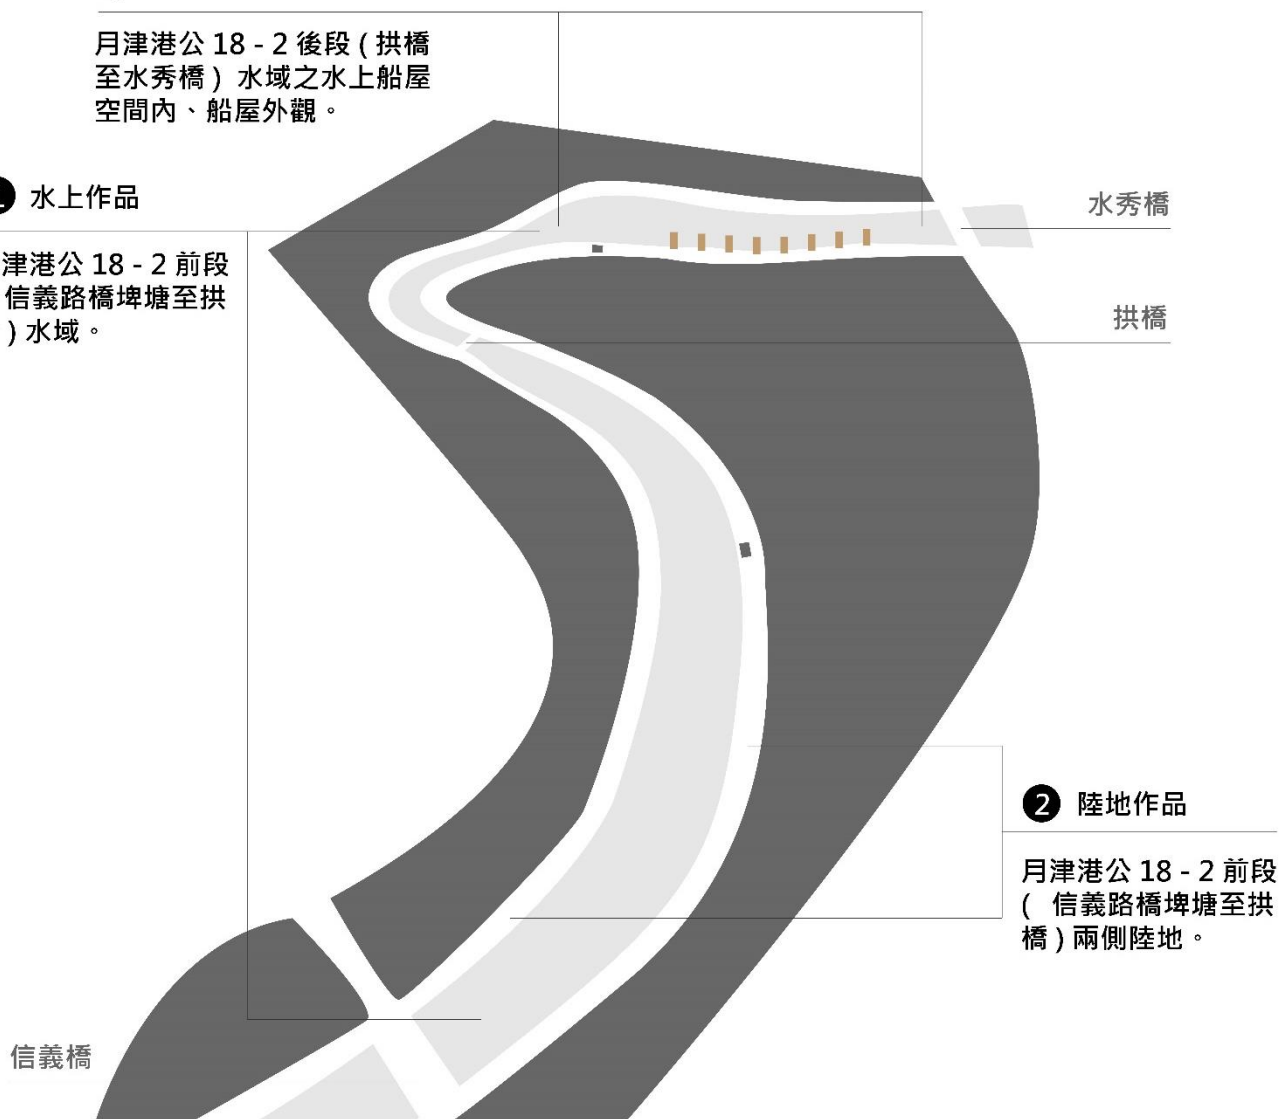 月津港公 18 - 2 後段 ( 拱橋
至水秀橋 ) 水域之水上船屋
空間內、船屋外觀。
水上作品
津港公 18 - 2 前段
信義路橋埤塘至拱
) 水域。
水秀橋
拱橋
2 陸地作品
月津港公 18 - 2 前段
( 信義路橋埤塘至拱
橋 ) 兩側陸地。
信義橋